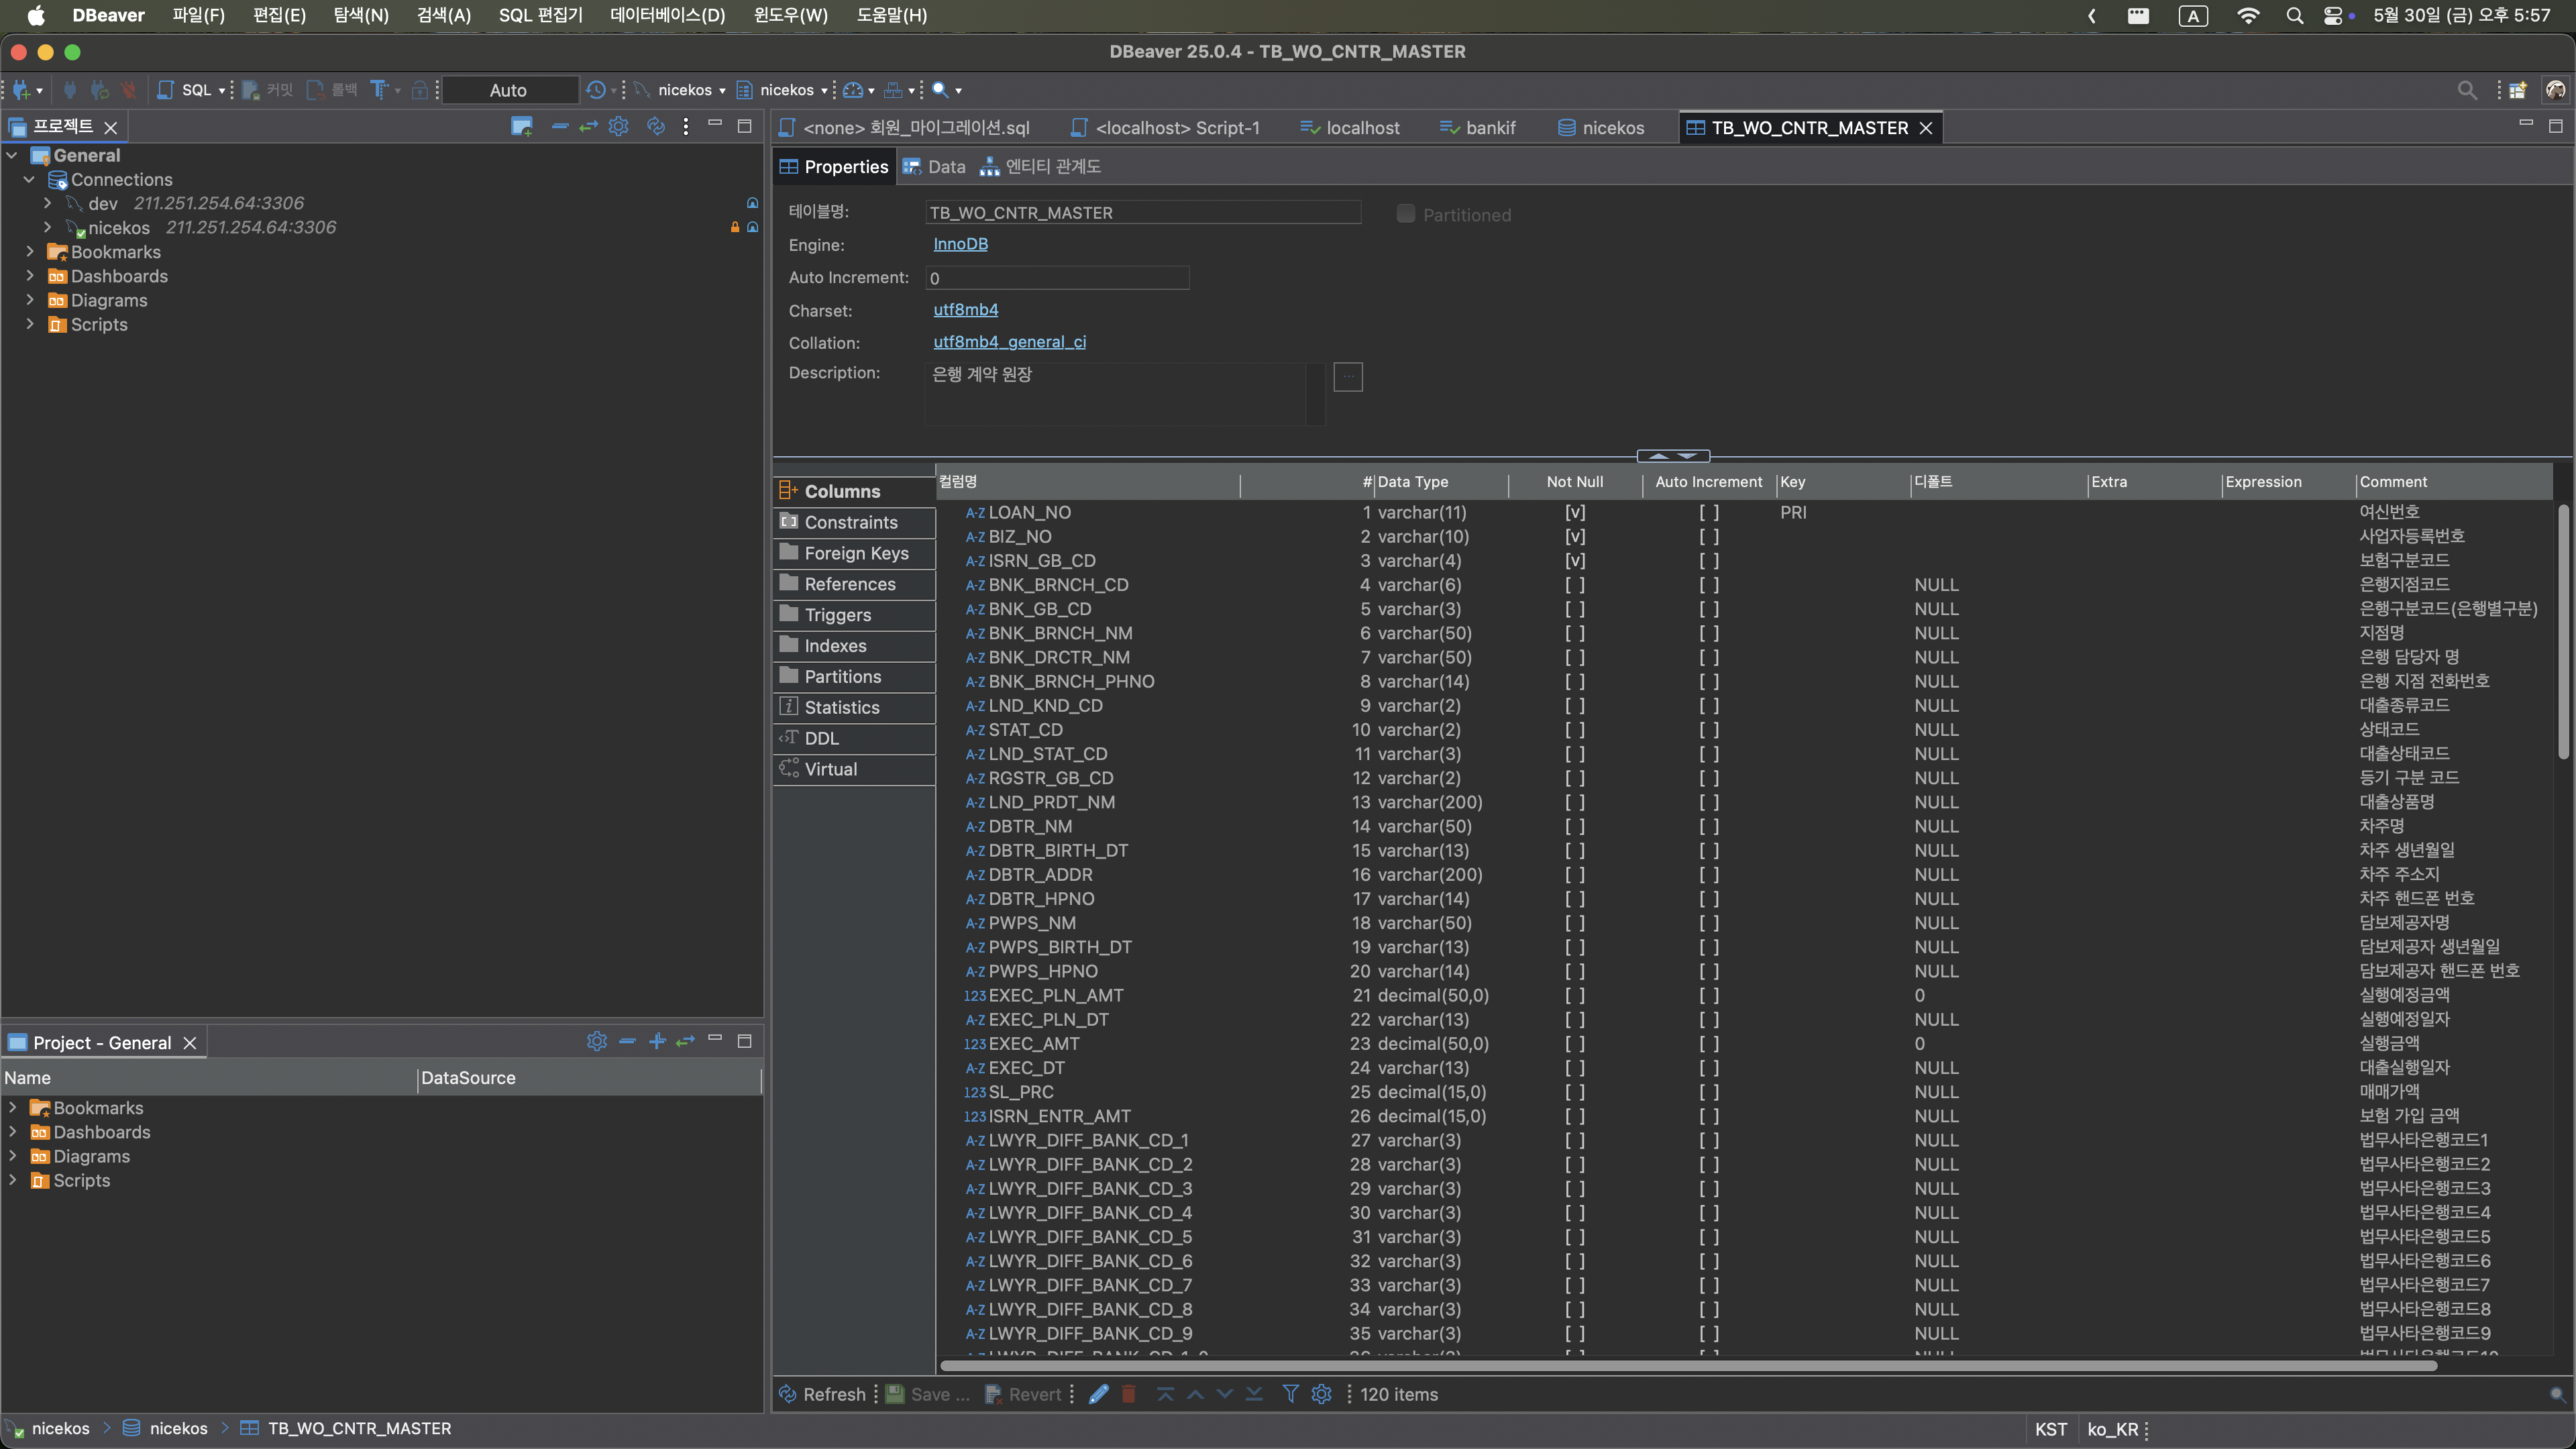 DBeaver 파일(F) 편집(E) 탐색(N) 검색(A) SQL 편집기 데이터베이스(D) 윈도우(W) 도움말(H) A 5월 30일 (금) 오후 5:57
DBeaver 25.0.4 - TB_WO_CNTR_MASTER
SQL 커밋 롤백 Auto nicekos nicekos
프로젝트
General
Connections
dev 211.251.254.64:3306
nicekos 211.251.254.64:3306
Bookmarks
Dashboards
Diagrams
Scripts
Project - General
Name DataSource
Bookmarks
Dashboards
Diagrams
Scripts
<none> 회원_마이그레이션.sql <localhost> Script-1 localhost bankif nicekos TB_WO_CNTR_MASTER
Properties Data 엔티티 관계도
테이블명: TB_WO_CNTR_MASTER Partitioned
Engine: InnoDB
Auto Increment: 0
Charset: utf8mb4
Collation: utf8mb4_general_ci
Description: 은행 계약 원장
...
Columns
Constraints
Foreign Keys
References
Triggers
Indexes
Partitions
Statistics
DDL
Virtual
컬럼명 # Data Type Not Null Auto Increment Key 디폴트 Extra Expression Comment
A-Z LOAN_NO 1 varchar(11) [v] [ ] PRI 여신번호
A-Z BIZ_NO 2 varchar(10) [v] [ ] 사업자등록번호
A-Z ISRN_GB_CD 3 varchar(4) [v] [ ] 보험구분코드
A-Z BNK_BRNCH_CD 4 varchar(6) [ ] [ ] NULL 은행지점코드
A-Z BNK_GB_CD 5 varchar(3) [ ] [ ] NULL 은행구분코드(은행별구분)
A-Z BNK_BRNCH_NM 6 varchar(50) [ ] [ ] NULL 지점명
A-Z BNK_DRCTR_NM 7 varchar(50) [ ] [ ] NULL 은행 담당자 명
A-Z BNK_BRNCH_PHNO 8 varchar(14) [ ] [ ] NULL 은행 지점 전화번호
A-Z LND_KND_CD 9 varchar(2) [ ] [ ] NULL 대출종류코드
A-Z STAT_CD 10 varchar(2) [ ] [ ] NULL 상태코드
A-Z LND_STAT_CD 11 varchar(3) [ ] [ ] NULL 대출상태코드
A-Z RGSTR_GB_CD 12 varchar(2) [ ] [ ] NULL 등기 구분 코드
A-Z LND_PRDT_NM 13 varchar(200) [ ] [ ] NULL 대출상품명
A-Z DBTR_NM 14 varchar(50) [ ] [ ] NULL 차주명
A-Z DBTR_BIRTH_DT 15 varchar(13) [ ] [ ] NULL 차주 생년월일
A-Z DBTR_ADDR 16 varchar(200) [ ] [ ] NULL 차주 주소지
A-Z DBTR_HPNO 17 varchar(14) [ ] [ ] NULL 차주 핸드폰 번호
A-Z PWPS_NM 18 varchar(50) [ ] [ ] NULL 담보제공자명
A-Z PWPS_BIRTH_DT 19 varchar(13) [ ] [ ] NULL 담보제공자 생년월일
A-Z PWPS_HPNO 20 varchar(14) [ ] [ ] NULL 담보제공자 핸드폰 번호
123 EXEC_PLN_AMT 21 decimal(50,0) [ ] [ ] 0 실행예정금액
A-Z EXEC_PLN_DT 22 varchar(13) [ ] [ ] NULL 실행예정일자
123 EXEC_AMT 23 decimal(50,0) [ ] [ ] 0 실행금액
A-Z EXEC_DT 24 varchar(13) [ ] [ ] NULL 대출실행일자
123 SL_PRC 25 decimal(15,0) [ ] [ ] NULL 매매가액
123 ISRN_ENTR_AMT 26 decimal(15,0) [ ] [ ] NULL 보험 가입 금액
A-Z LWYR_DIFF_BANK_CD_1 27 varchar(3) [ ] [ ] NULL 법무사타은행코드1
A-Z LWYR_DIFF_BANK_CD_2 28 varchar(3) [ ] [ ] NULL 법무사타은행코드2
A-Z LWYR_DIFF_BANK_CD_3 29 varchar(3) [ ] [ ] NULL 법무사타은행코드3
A-Z LWYR_DIFF_BANK_CD_4 30 varchar(3) [ ] [ ] NULL 법무사타은행코드4
A-Z LWYR_DIFF_BANK_CD_5 31 varchar(3) [ ] [ ] NULL 법무사타은행코드5
A-Z LWYR_DIFF_BANK_CD_6 32 varchar(3) [ ] [ ] NULL 법무사타은행코드6
A-Z LWYR_DIFF_BANK_CD_7 33 varchar(3) [ ] [ ] NULL 법무사타은행코드7
A-Z LWYR_DIFF_BANK_CD_8 34 varchar(3) [ ] [ ] NULL 법무사타은행코드8
A-Z LWYR_DIFF_BANK_CD_9 35 varchar(3) [ ] [ ] NULL 법무사타은행코드9
Refresh Save ... Revert 120 items
nicekos nicekos TB_WO_CNTR_MASTER KST ko_KR